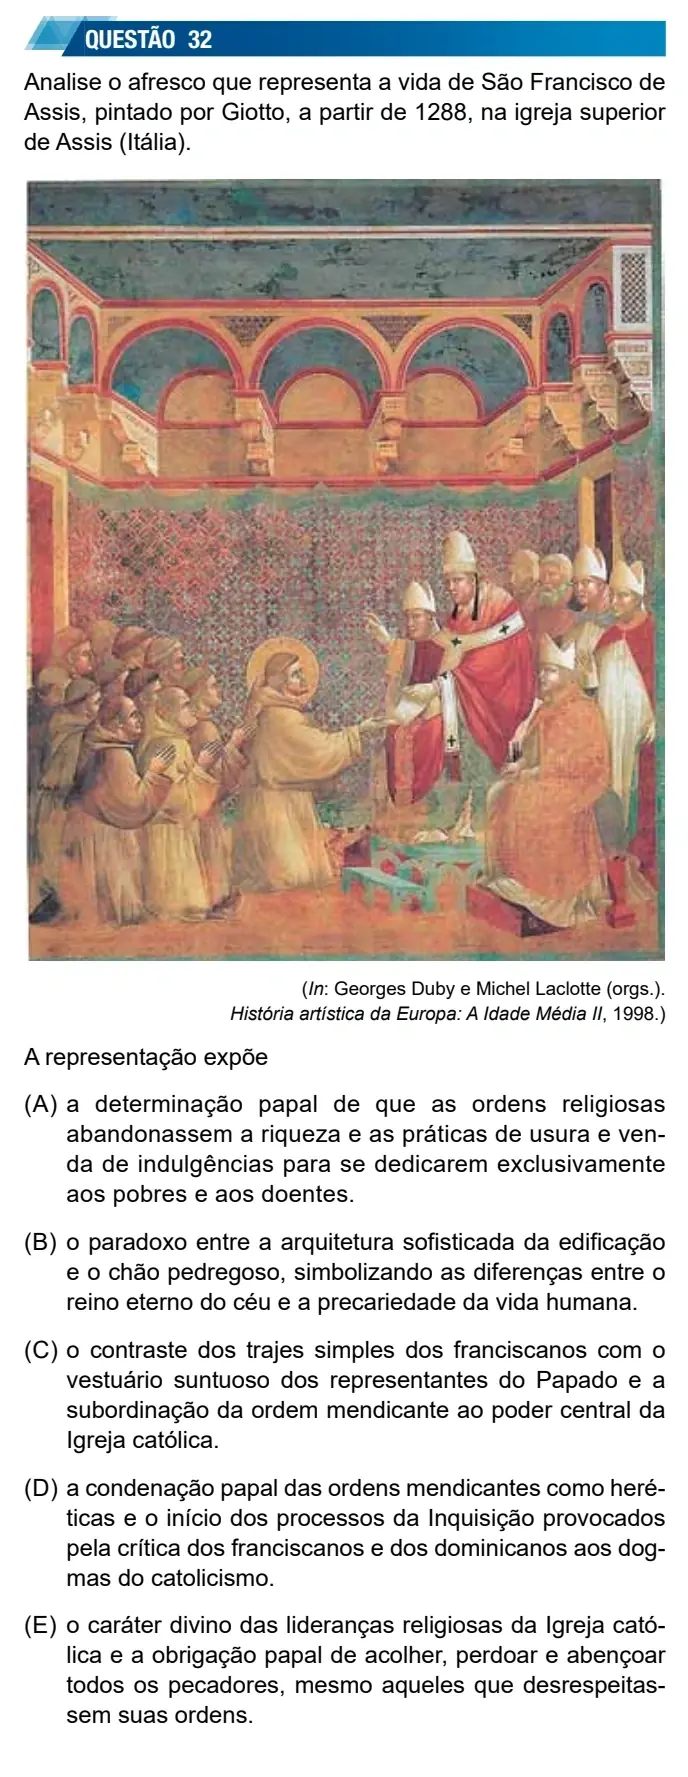 QUESTÃO 32
Analise o afresco que representa a vida de São Francisco de
Assis, pintado por Giotto, a partir de 1288, na igreja superior
de Assis (Itália).
(In: Georges Duby e Michel Laclotte (orgs.).
História artística da Europa: A Idade Média II, 1998.)
A representação expõe
(A) a determinação papal de que as ordens religiosas
abandonassem a riqueza e as práticas de usura e ven-
da de indulgências para se dedicarem exclusivamente
aos pobres e aos doentes.
(B) o paradoxo entre a arquitetura sofisticada da edificação
e o chão pedregoso, simbolizando as diferenças entre o
reino eterno do céu e a precariedade da vida humana.
(C) o contraste dos trajes simples dos franciscanos com o
vestuário suntuoso dos representantes do Papado e a
subordinação da ordem mendicante ao poder central da
Igreja católica.
(D) a condenação papal das ordens mendicantes como heré-
ticas e o início dos processos da Inquisição provocados
pela crítica dos franciscanos e dos dominicanos aos dog-
mas do catolicismo.
(E) o caráter divino das lideranças religiosas da Igreja cató-
lica e a obrigação papal de acolher, perdoar e abençoar
todos os pecadores, mesmo aqueles que desrespeitas-
sem suas ordens.